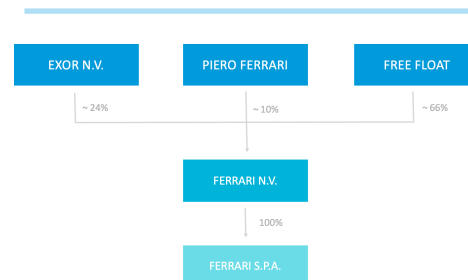 EXOR N.V. PIERO FERRARI FREE FLOAT
~ 24% ~ 10% ~ 66%
FERRARI N.V.
100%
FERRARI S.P.A.